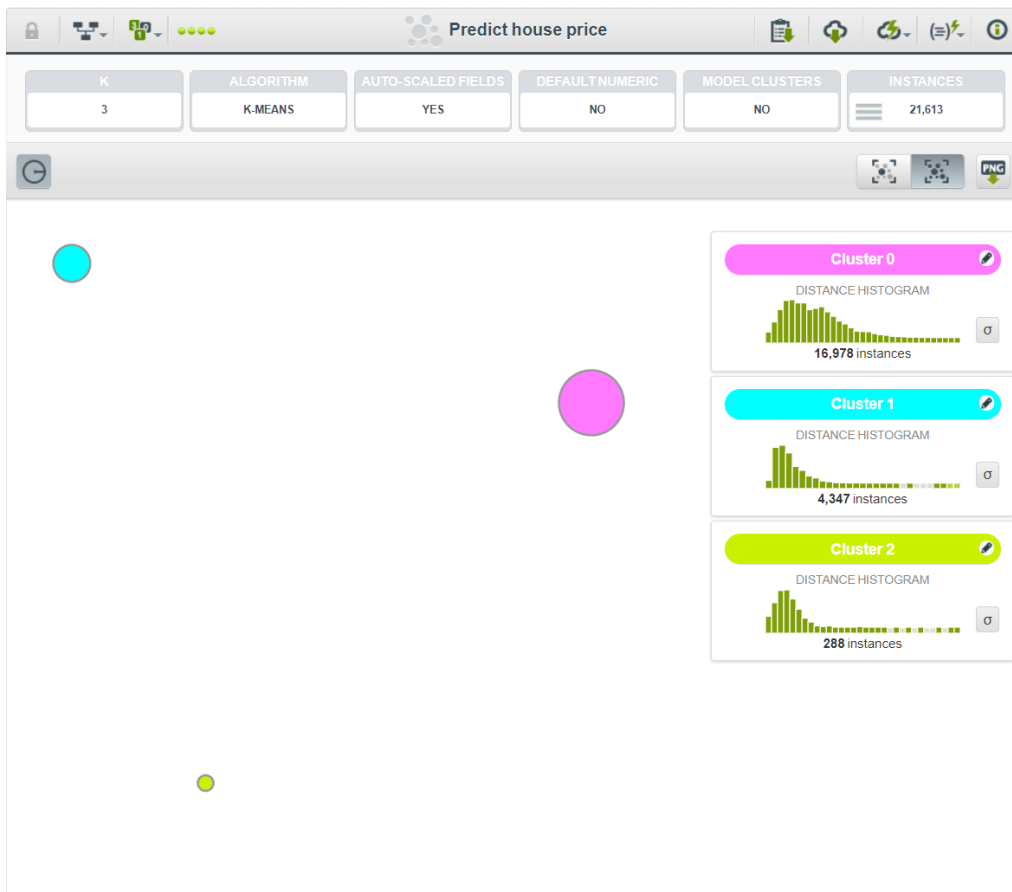 Predict house price
K
3
ALGORITHM
K-MEANS
AUTO-SCALED FIELDS
YES
DEFAULT NUMERIC
NO
MODEL CLUSTERS
NO
INSTANCES
21,613
PNG
Cluster 0
DISTANCE HISTOGRAM
σ
16,978 instances
Cluster 1
DISTANCE HISTOGRAM
σ
4,347 instances
Cluster 2
DISTANCE HISTOGRAM
σ
288 instances